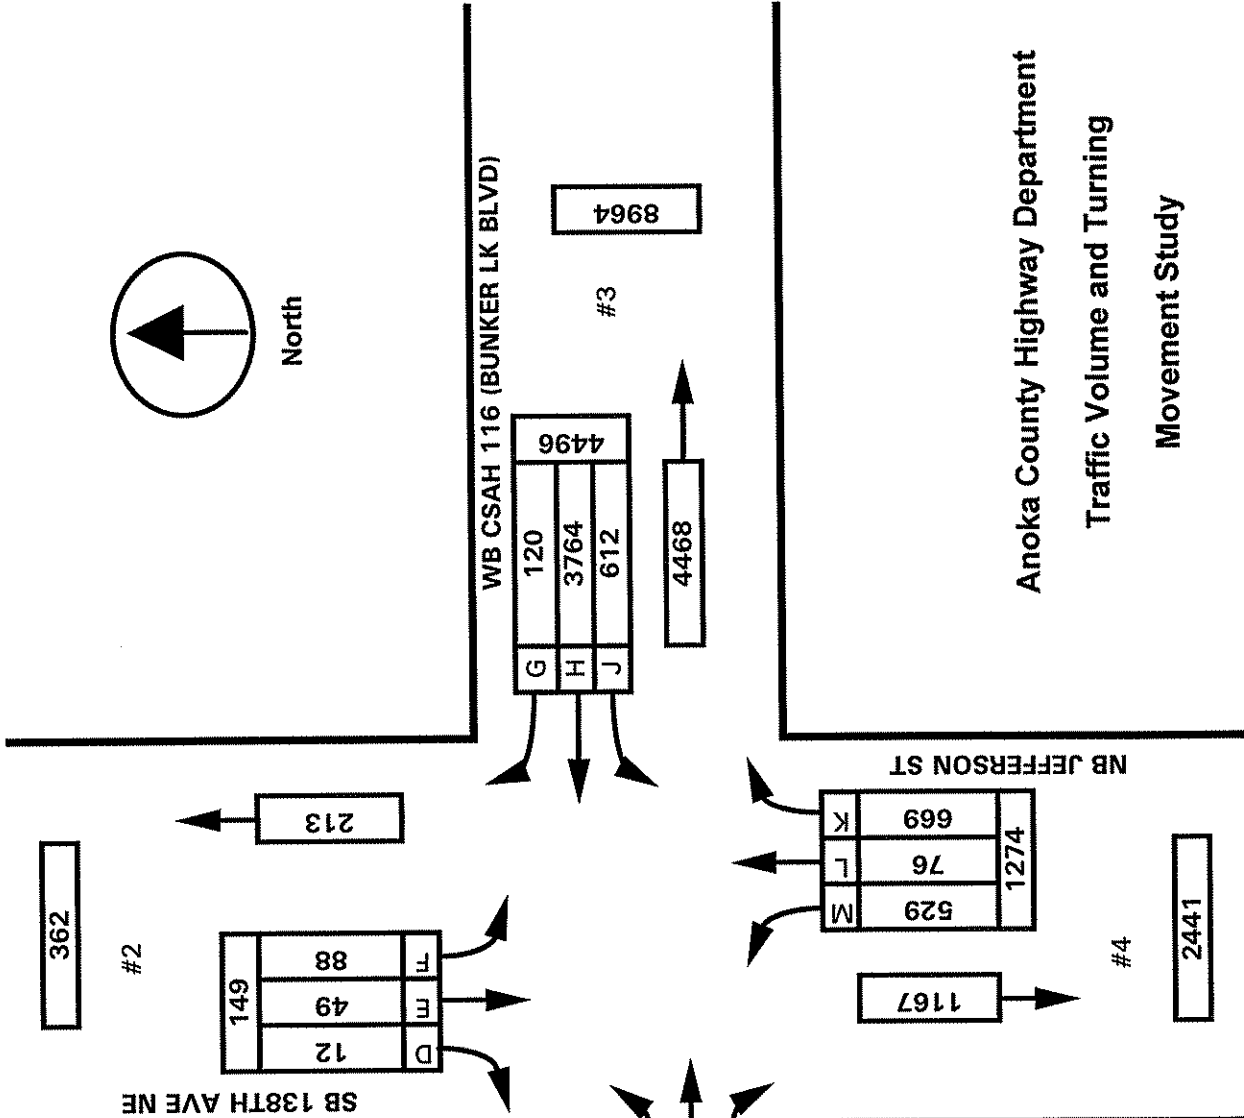 North
WB CSAH 116 (BUNKER LK BLVD)
8964
#3
4496
G 120
H 3764
J 612
4468
Anoka County Highway Department
Traffic Volume and Turning
Movement Study
362
#2
213
149
12 49 88
D E F
SB 138TH AVE NE
NB JEFFERSON ST
M L K
529 76 669
1274
1167
#4
2441